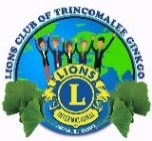 LIONS CLUB OF TRINCOMALEE GINKGO
LIONS
L
INTERNATIONAL